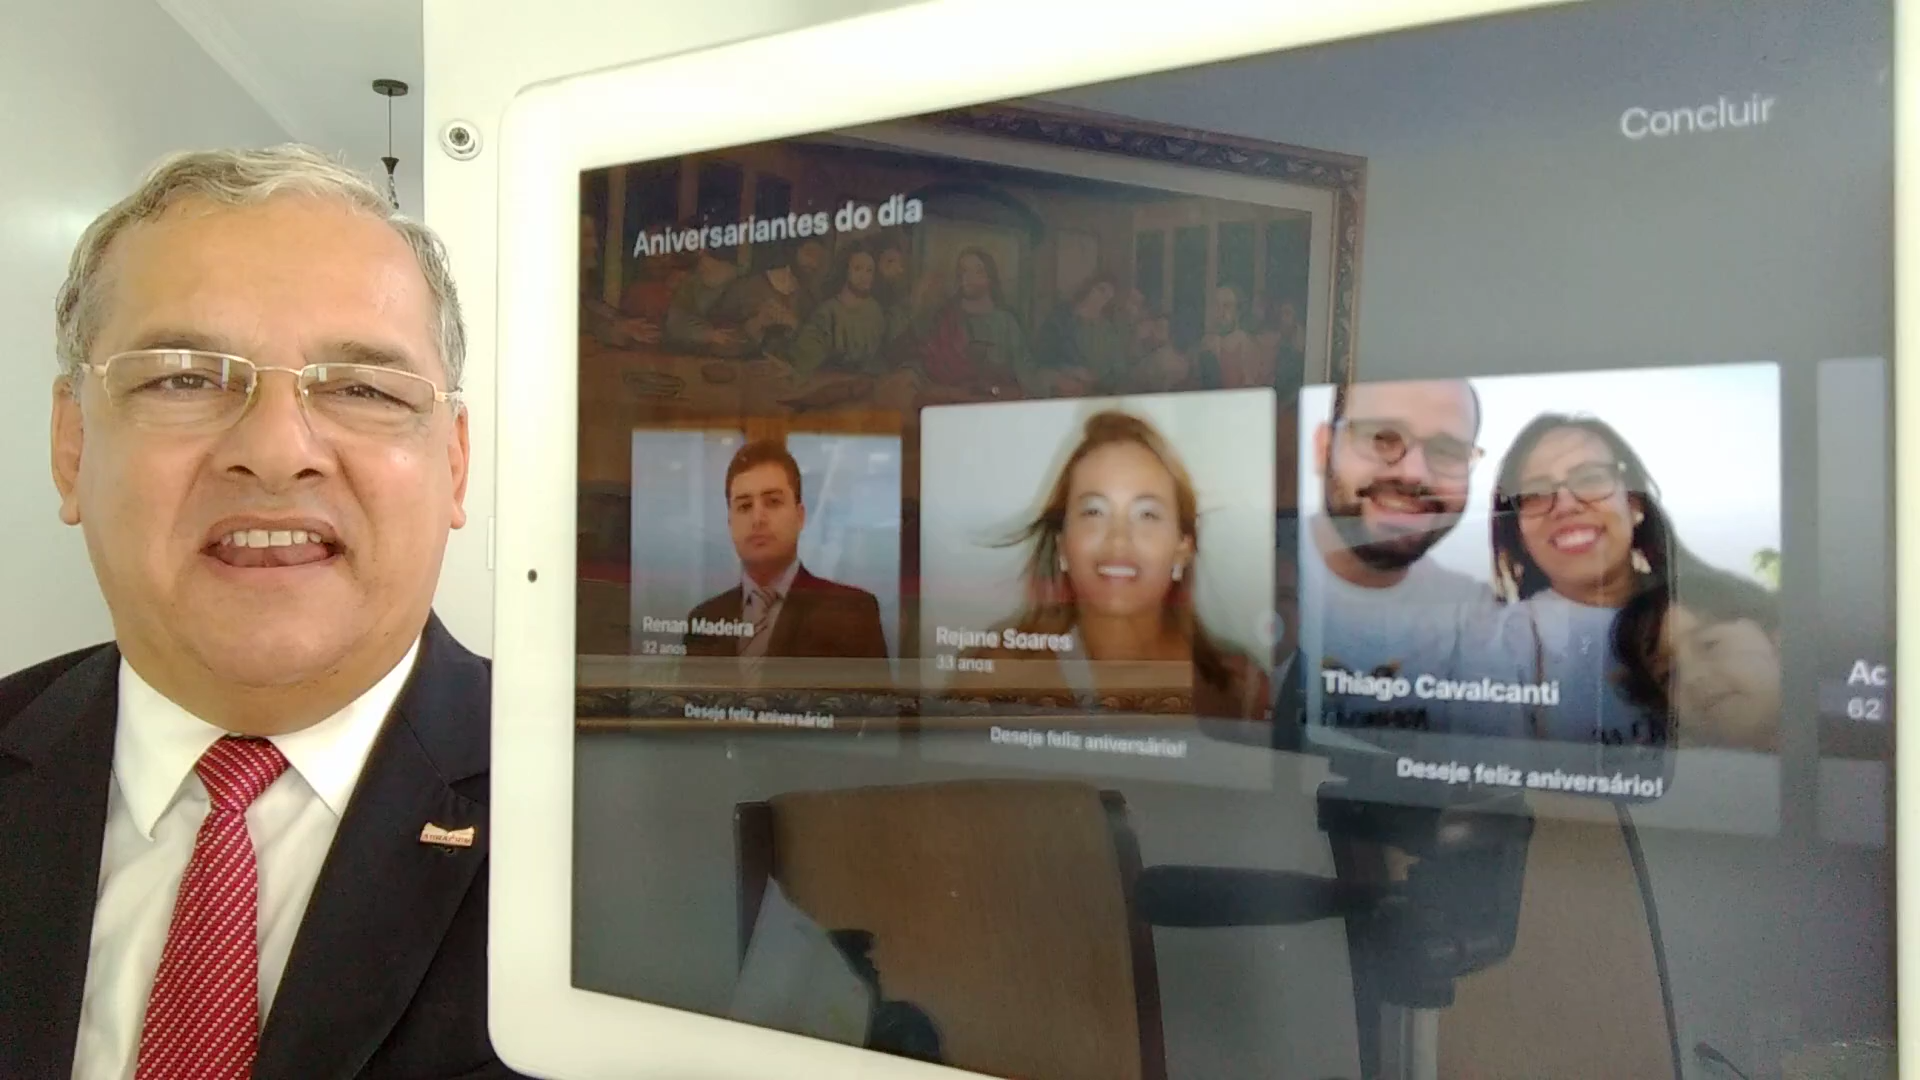 Concluir
Aniversariantes do dia
Renan Madeira
32 anos
Deseje feliz aniversário!
Rejane Soares
33 anos
Deseje feliz aniversário!
Thiago Cavalcanti
Deseje feliz aniversário!
Ac
62